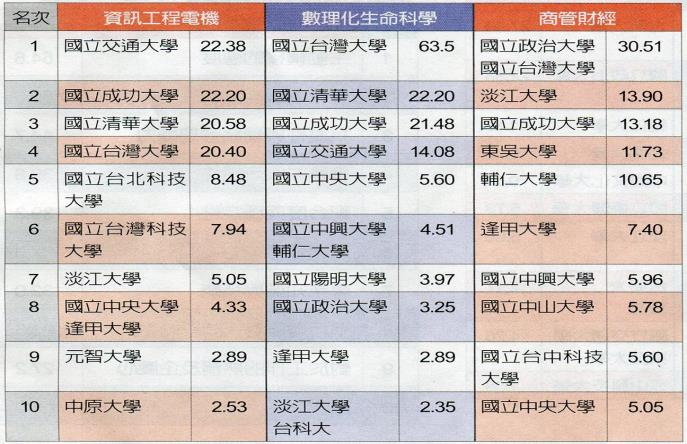 名次 資訊工程電機 數理化生命科學 商管財經
1 國立交通大學 22.38 國立台灣大學 63.5 國立政治大學 30.51
國立台灣大學
2 國立成功大學 22.20 國立清華大學 22.20 淡江大學 13.90
3 國立清華大學 20.58 國立成功大學 21.48 國立成功大學 13.18
4 國立台灣大學 20.40 國立交通大學 14.08 東吳大學 11.73
5 國立台北科技 8.48 國立中央大學 5.60 輔仁大學 10.65
大學
6 國立台灣科技 7.94 國立中興大學 4.51 逢甲大學 7.40
大學 輔仁大學
7 淡江大學 5.05 國立陽明大學 3.97 國立中興大學 5.96
8 國立中央大學 4.33 國立政治大學 3.25 國立中山大學 5.78
逢甲大學
9 元智大學 2.89 逢甲大學 2.89 國立台中科技 5.60
大學
10 中原大學 2.53 淡江大學 2.35 國立中央大學 5.05
台科大